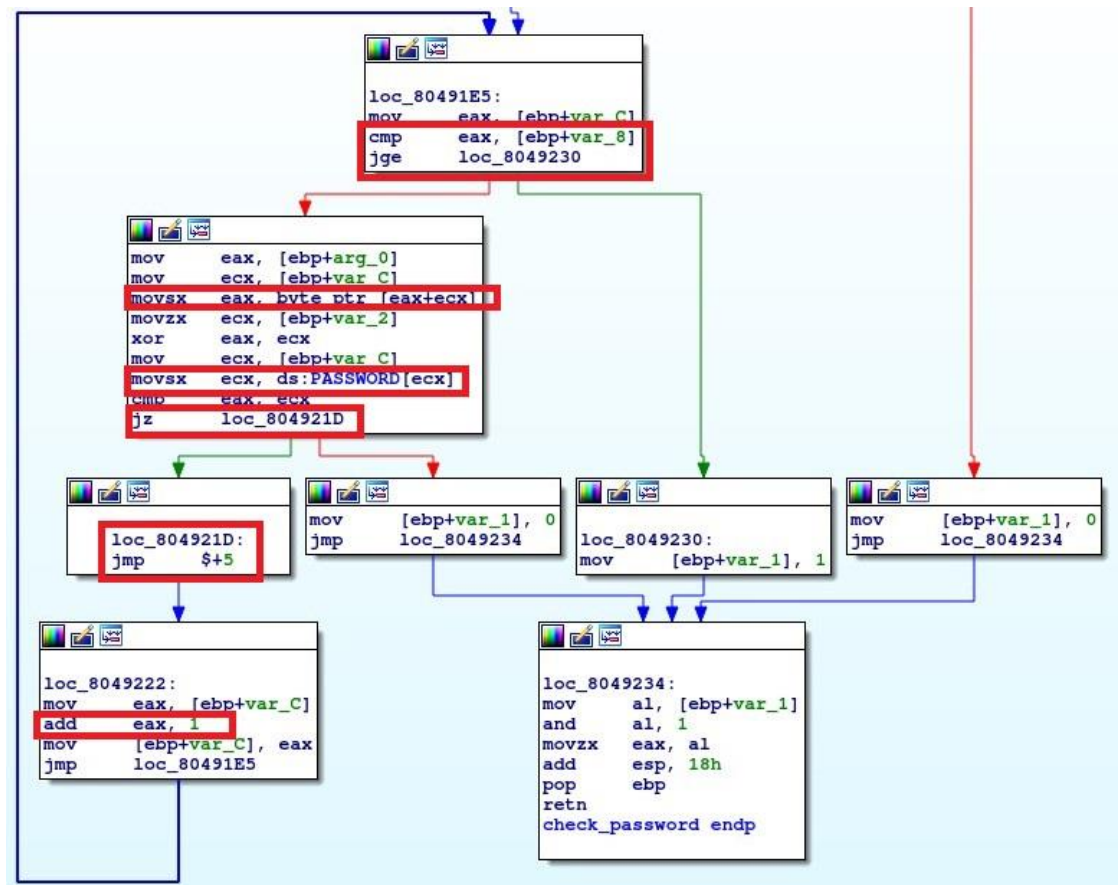 loc_80491E5:
mov eax, [ebp+var_C]
cmp eax, [ebp+var_8]
jge loc_8049230
mov eax, [ebp+arg_0]
mov ecx, [ebp+var_C]
movsx eax, byte ptr [eax+ecx]
movzx ecx, [ebp+var_2]
xor eax, ecx
mov ecx, [ebp+var_C]
movsx ecx, ds:PASSWORD[ecx]
cmp eax, ecx
jz loc_804921D
loc_804921D:
jmp $+5
mov [ebp+var_1], 0
jmp loc_8049234
loc_8049230:
mov [ebp+var_1], 1
mov [ebp+var_1], 0
jmp loc_8049234
loc_8049222:
mov eax, [ebp+var_C]
add eax, 1
mov [ebp+var_C], eax
jmp loc_80491E5
loc_8049234:
mov al, [ebp+var_1]
and al, 1
movzx eax, al
add esp, 18h
pop ebp
retn
check_password endp